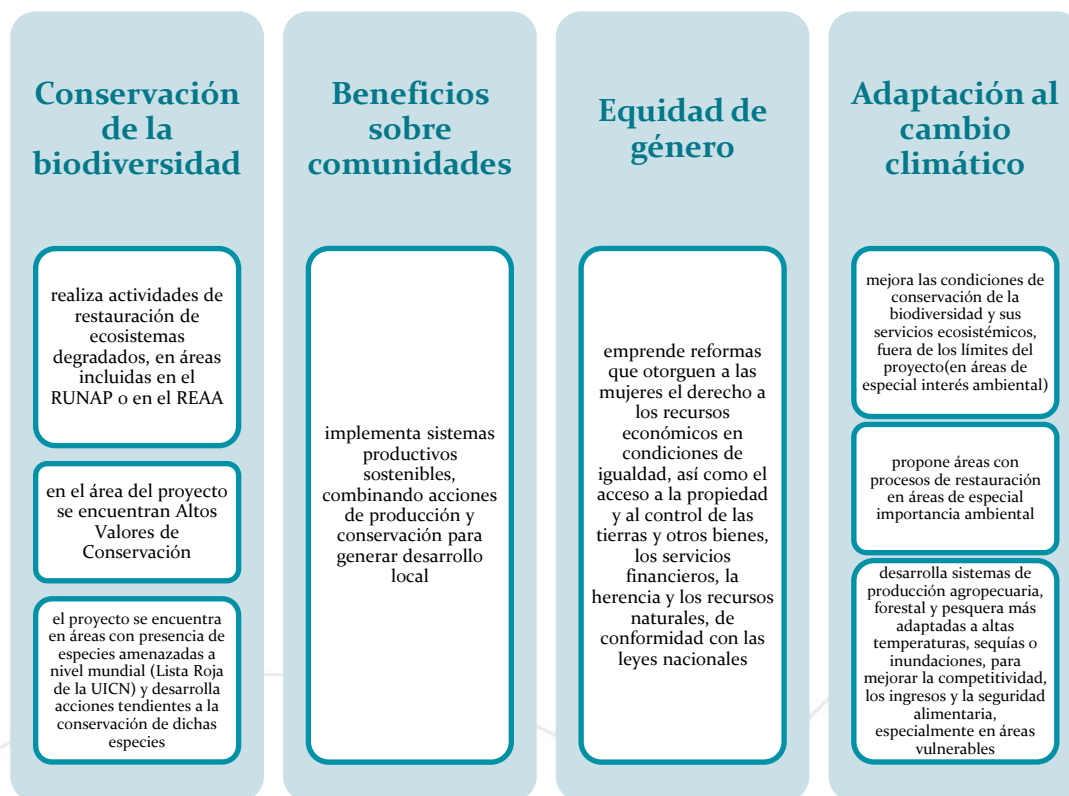 Conservación
de la
biodiversidad
realiza actividades de
restauración de
ecosistemas
degradados, en áreas
incluidas en el
RUNAP o en el REAA
en el área del proyecto
se encuentran Altos
Valores de
Conservación
el proyecto se encuentra
en áreas con presencia de
especies amenazadas a
nivel mundial (Lista Roja
de la UICN) y desarrolla
acciones tendientes a la
conservación de dichas
especies
Beneficios
sobre
comunidades
implementa sistemas
productivos
sostenibles,
combinando acciones
de producción y
conservación para
generar desarrollo
local
Equidad de
género
emprende reformas
que otorguen a las
mujeres el derecho a
los recursos
económicos en
condiciones de
igualdad, así como el
acceso a la propiedad
y al control de las
tierras y otros bienes,
los servicios
financieros, la
herencia y los recursos
naturales, de
conformidad con las
leyes nacionales
Adaptación al
cambio
climático
mejora las condiciones de
conservación de la
biodiversidad y sus
servicios ecosistémicos,
fuera de los límites del
proyecto(en áreas de
especial interés ambiental)
propone áreas con
procesos de restauración
en áreas de especial
importancia ambiental
desarrolla sistemas de
producción agropecuaria,
forestal y pesquera más
adaptadas a altas
temperaturas, sequías o
inundaciones, para
mejorar la competitividad,
los ingresos y la seguridad
alimentaria,
especialmente en áreas
vulnerables